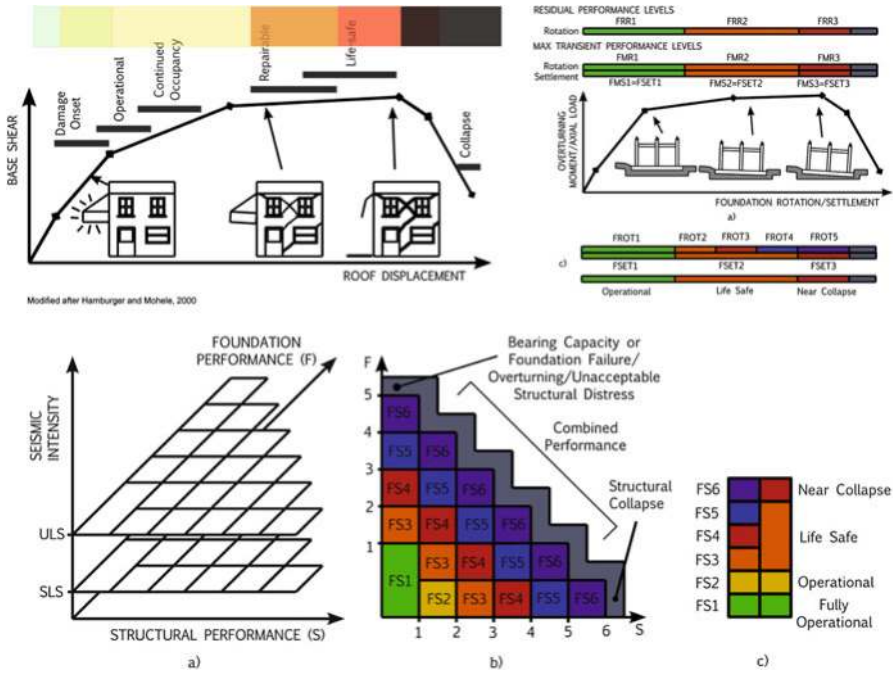 Damage
Onset
Operational
Continued
Occupancy
Repairable
Life-safe
Collapse
BASE SHEAR
ROOF DISPLACEMENT
Modified after Hamburger and Mohele, 2000
RESIDUAL PERFORMANCE LEVELS
FRR1 FRR2 FRR3
Rotation
MAX TRANSIENT PERFORMANCE LEVELS
FMR1 FMR2 FMR3
Rotation
Settlement
FMS1=FSET1 FMS2=FSET2 FMS3=FSET3
OVERTURNING
MOMENT/AXIAL LOAD
FOUNDATION ROTATION/SETTLEMENT
a)
FROT1 FROT2 FROT3 FROT4 FROT5
c)
FSET1 FSET2 FSET3
Operational Life Safe Near Collapse
FOUNDATION
PERFORMANCE (F)
SEISMIC
INTENSITY
ULS
SLS
STRUCTURAL PERFORMANCE (S)
a)
F
Bearing Capacity or
Foundation Failure/
Overturning/Unacceptable
Structural Distress
Combined
Performance
Structural
Collapse
5
4
3
2
1
FS6
FS5 FS6
FS4 FS5 FS6
FS3 FS4 FS5 FS6
FS1 FS3 FS4 FS5 FS6
FS2 FS3 FS4 FS5 FS6
1 2 3 4 5 6 S
b)
FS6 Near Collapse
FS5
FS4 Life Safe
FS3
FS2 Operational
FS1 Fully
Operational
c)